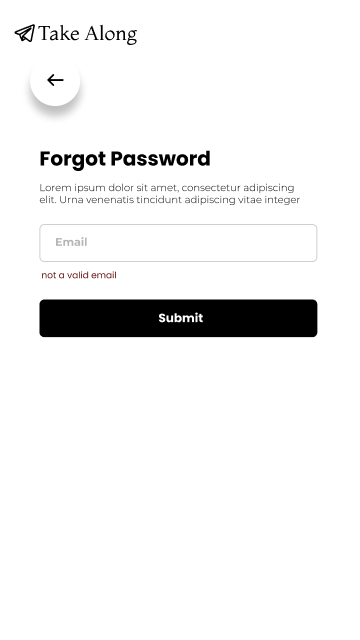 Take Along
Forgot Password
Lorem ipsum dolor sit amet, consectetur adipiscing
elit. Urna venenatis tincidunt adipiscing vitae integer
Email
not a valid email
Submit